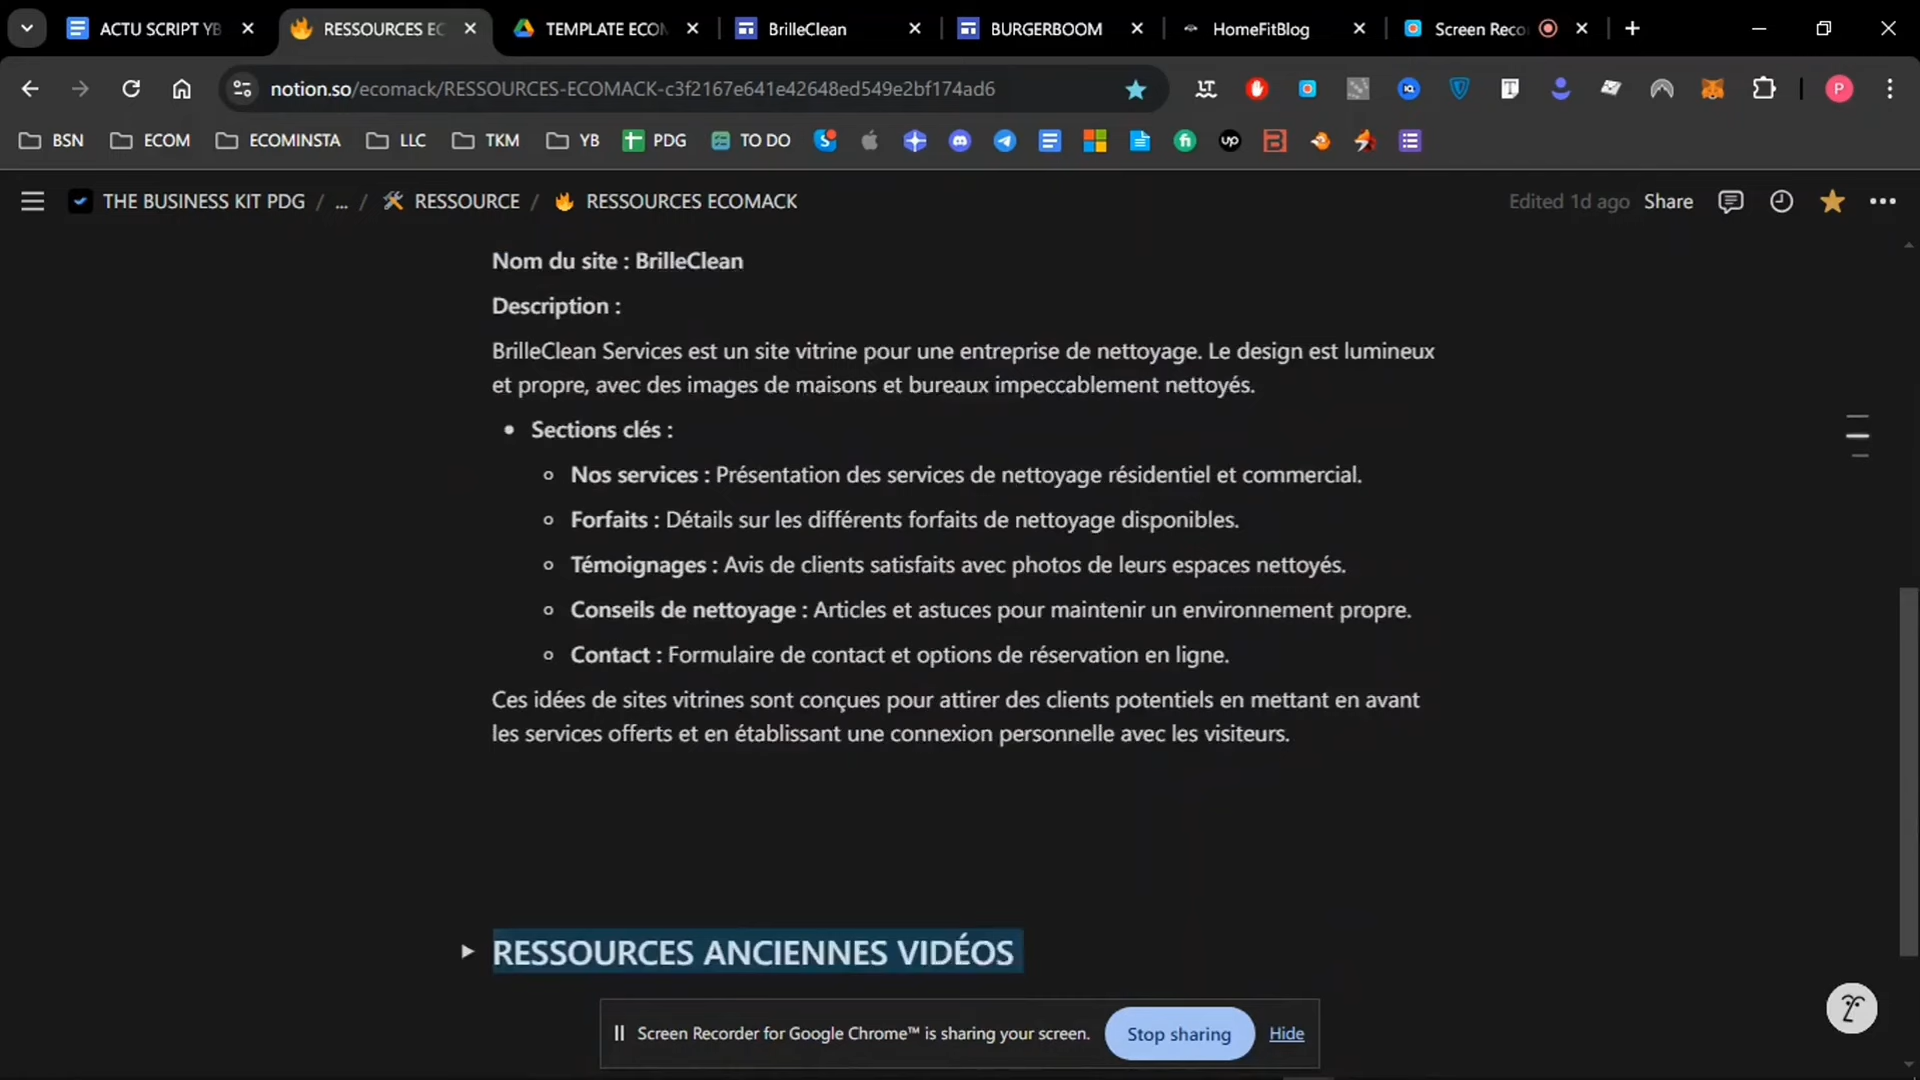 ACTU SCRIPT YB
RESSOURCES EC
TEMPLATE ECOM
BrilleClean
BURGERBOOM
HomeFitBlog
Screen Reco
notion.so/ecomack/RESSOURCES-ECOMACK-c3f2167e641e42648ed549e2bf174ad6
P
BSN
ECOM
ECOMINSTA
LLC
TKM
YB
PDG
TO DO
THE BUSINESS KIT PDG / ... / RESSOURCE / RESSOURCES ECOMACK
Edited 1d ago
Share
Nom du site : BrilleClean
Description :
BrilleClean Services est un site vitrine pour une entreprise de nettoyage. Le design est lumineux
et propre, avec des images de maisons et bureaux impeccablement nettoyés.
Sections clés :
Nos services : Présentation des services de nettoyage résidentiel et commercial.
Forfaits : Détails sur les différents forfaits de nettoyage disponibles.
Témoignages : Avis de clients satisfaits avec photos de leurs espaces nettoyés.
Conseils de nettoyage : Articles et astuces pour maintenir un environnement propre.
Contact : Formulaire de contact et options de réservation en ligne.
Ces idées de sites vitrines sont conçues pour attirer des clients potentiels en mettant en avant
les services offerts et en établissant une connexion personnelle avec les visiteurs.
RESSOURCES ANCIENNES VIDÉOS
Screen Recorder for Google Chrome™ is sharing your screen.
Stop sharing
Hide